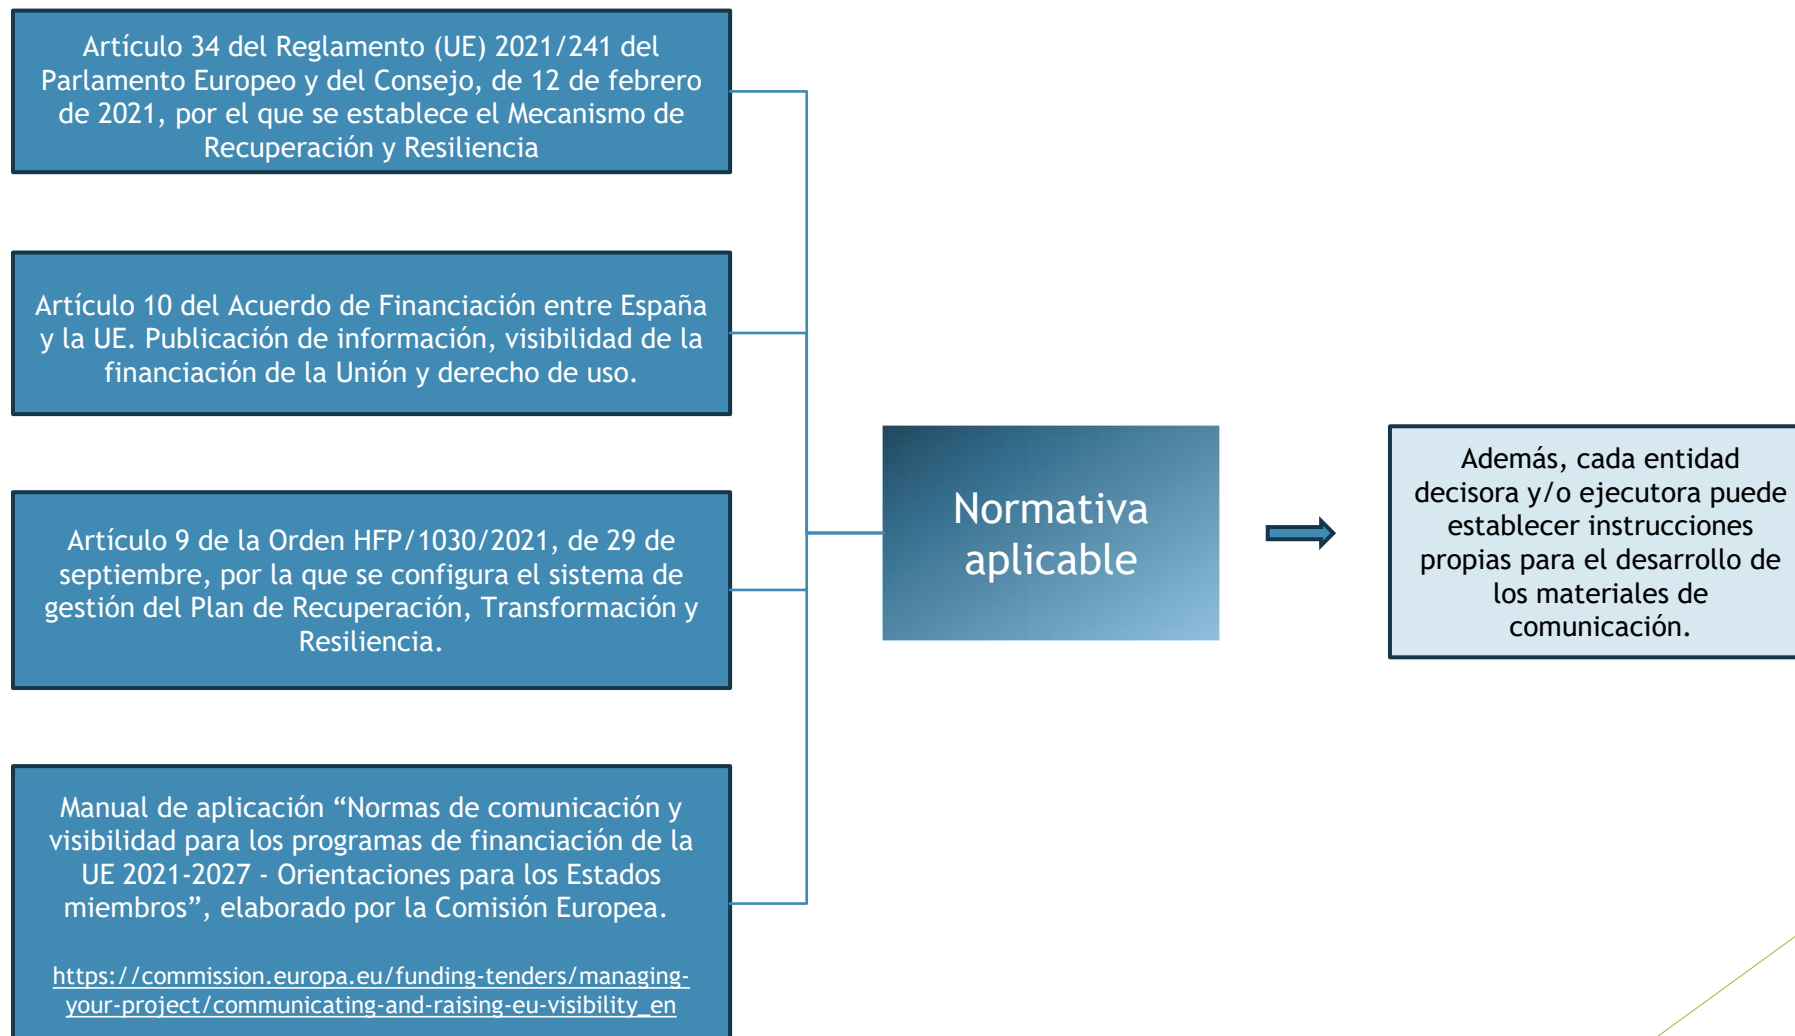 Artículo 34 del Reglamento (UE) 2021/241 del
Parlamento Europeo y del Consejo, de 12 de febrero
de 2021, por el que se establece el Mecanismo de
Recuperación y Resiliencia
Artículo 10 del Acuerdo de Financiación entre España
y la UE. Publicación de información, visibilidad de la
financiación de la Unión y derecho de uso.
Artículo 9 de la Orden HFP/1030/2021, de 29 de
septiembre, por la que se configura el sistema de
gestión del Plan de Recuperación, Transformación y
Resiliencia.
Manual de aplicación “Normas de comunicación y
visibilidad para los programas de financiación de la
UE 2021-2027 - Orientaciones para los Estados
miembros”, elaborado por la Comisión Europea.
https://commission.europa.eu/funding-tenders/managing-
your-project/communicating-and-raising-eu-visibility_en
Normativa
aplicable
Además, cada entidad
decisora y/o ejecutora puede
establecer instrucciones
propias para el desarrollo de
los materiales de
comunicación.